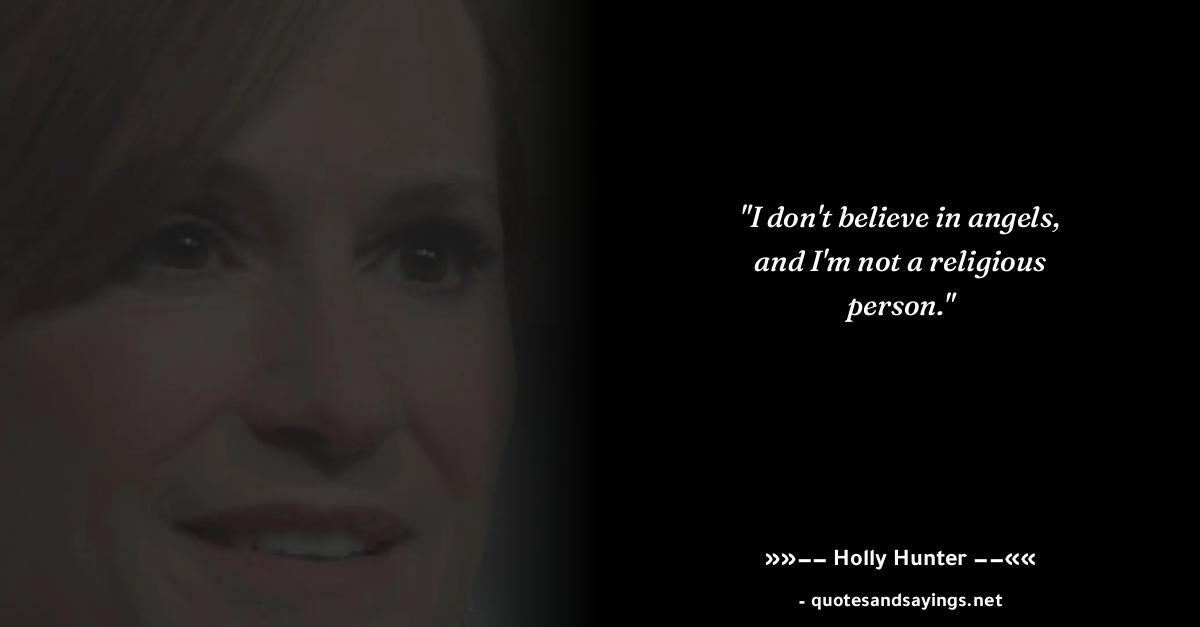 "I don't believe in angels,
and I'm not a religious
person."
»»–– Holly Hunter ––««
- quotesandsayings.net